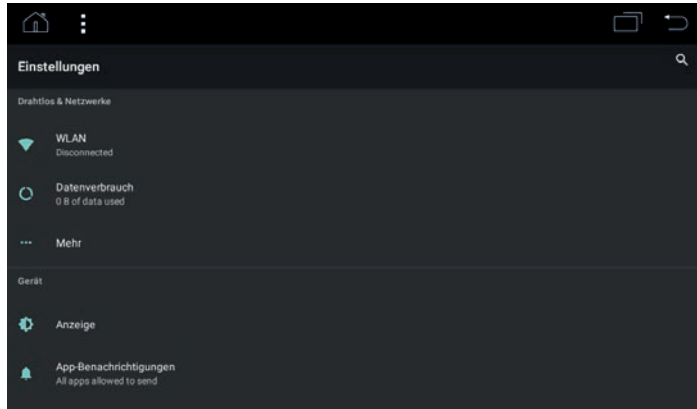 Einstellungen
Drahtlos & Netzwerke
WLAN
Disconnected
Datenverbrauch
0 B of data used
Mehr
Gerät
Anzeige
App-Benachrichtigungen
All apps allowed to send